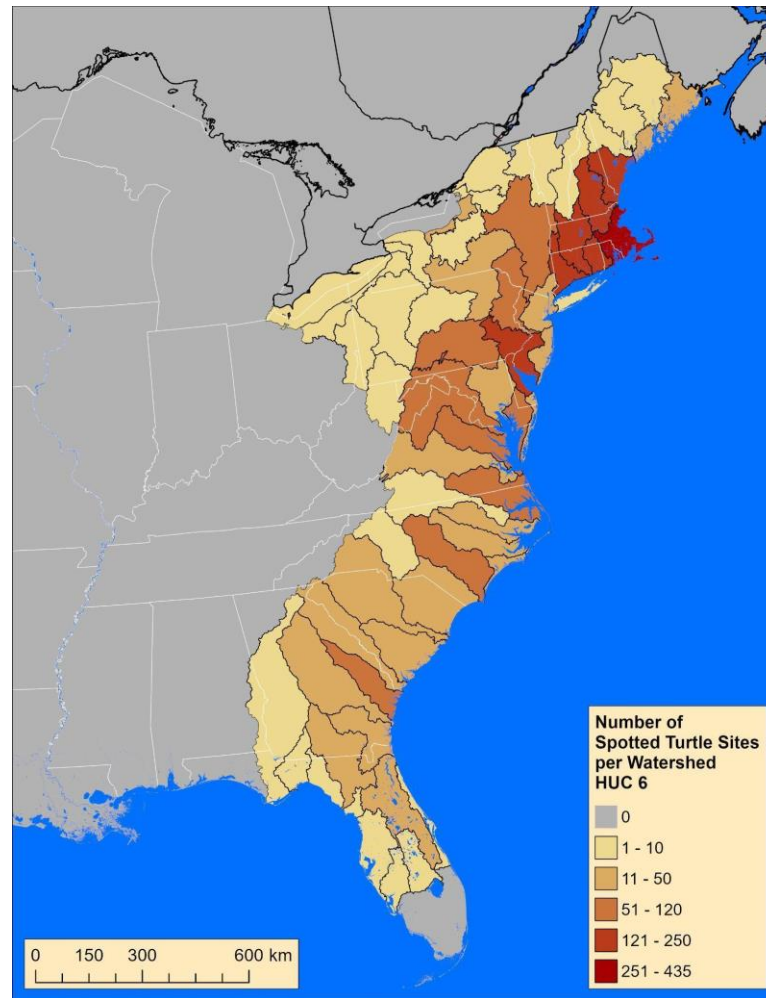 Number of
Spotted Turtle Sites
per Watershed
HUC 6
0
1 - 10
11 - 50
51 - 120
121 - 250
251 - 435
0 150 300 600 km